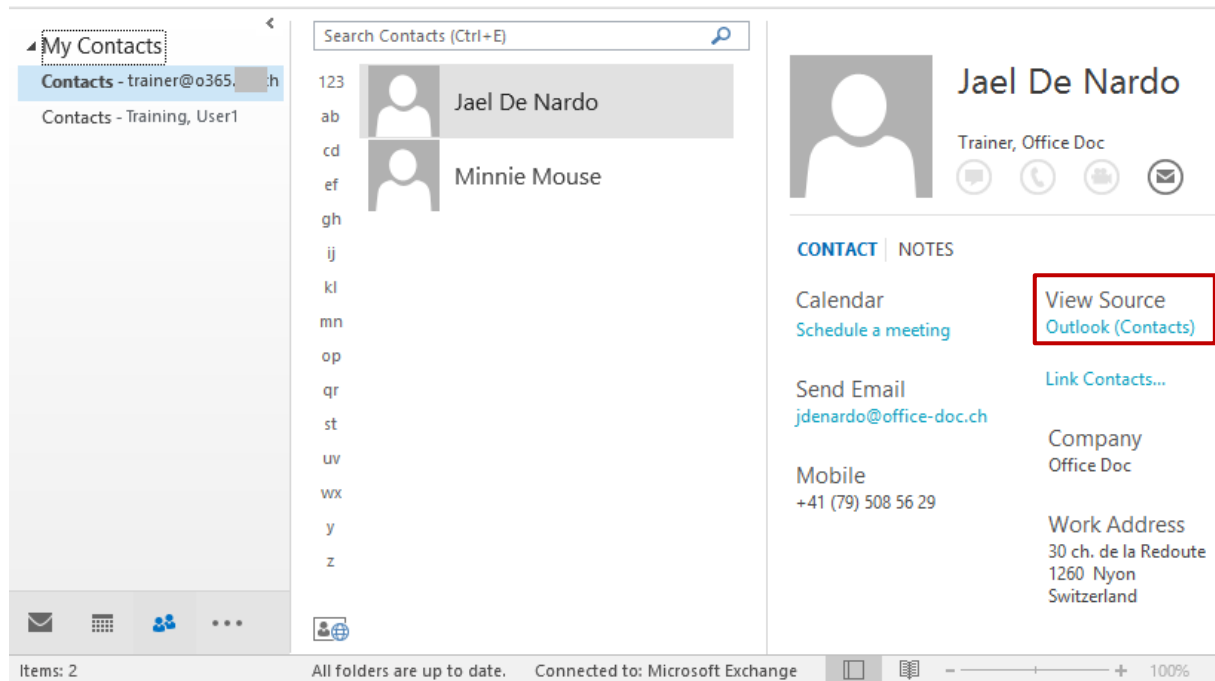 My Contacts
Contacts - trainer@o365. h
Contacts - Training, User1
Search Contacts (Ctrl+E)
123
ab
cd
ef
gh
ij
kl
mn
op
qr
st
uv
wx
y
z
Jael De Nardo
Minnie Mouse
Jael De Nardo
Trainer, Office Doc
CONTACT NOTES
Calendar
Schedule a meeting
Send Email
jdenardo@office-doc.ch
Mobile
+41 (79) 508 56 29
View Source
Outlook (Contacts)
Link Contacts...
Company
Office Doc
Work Address
30 ch. de la Redoute
1260 Nyon
Switzerland
Items: 2
All folders are up to date.
Connected to: Microsoft Exchange
100%